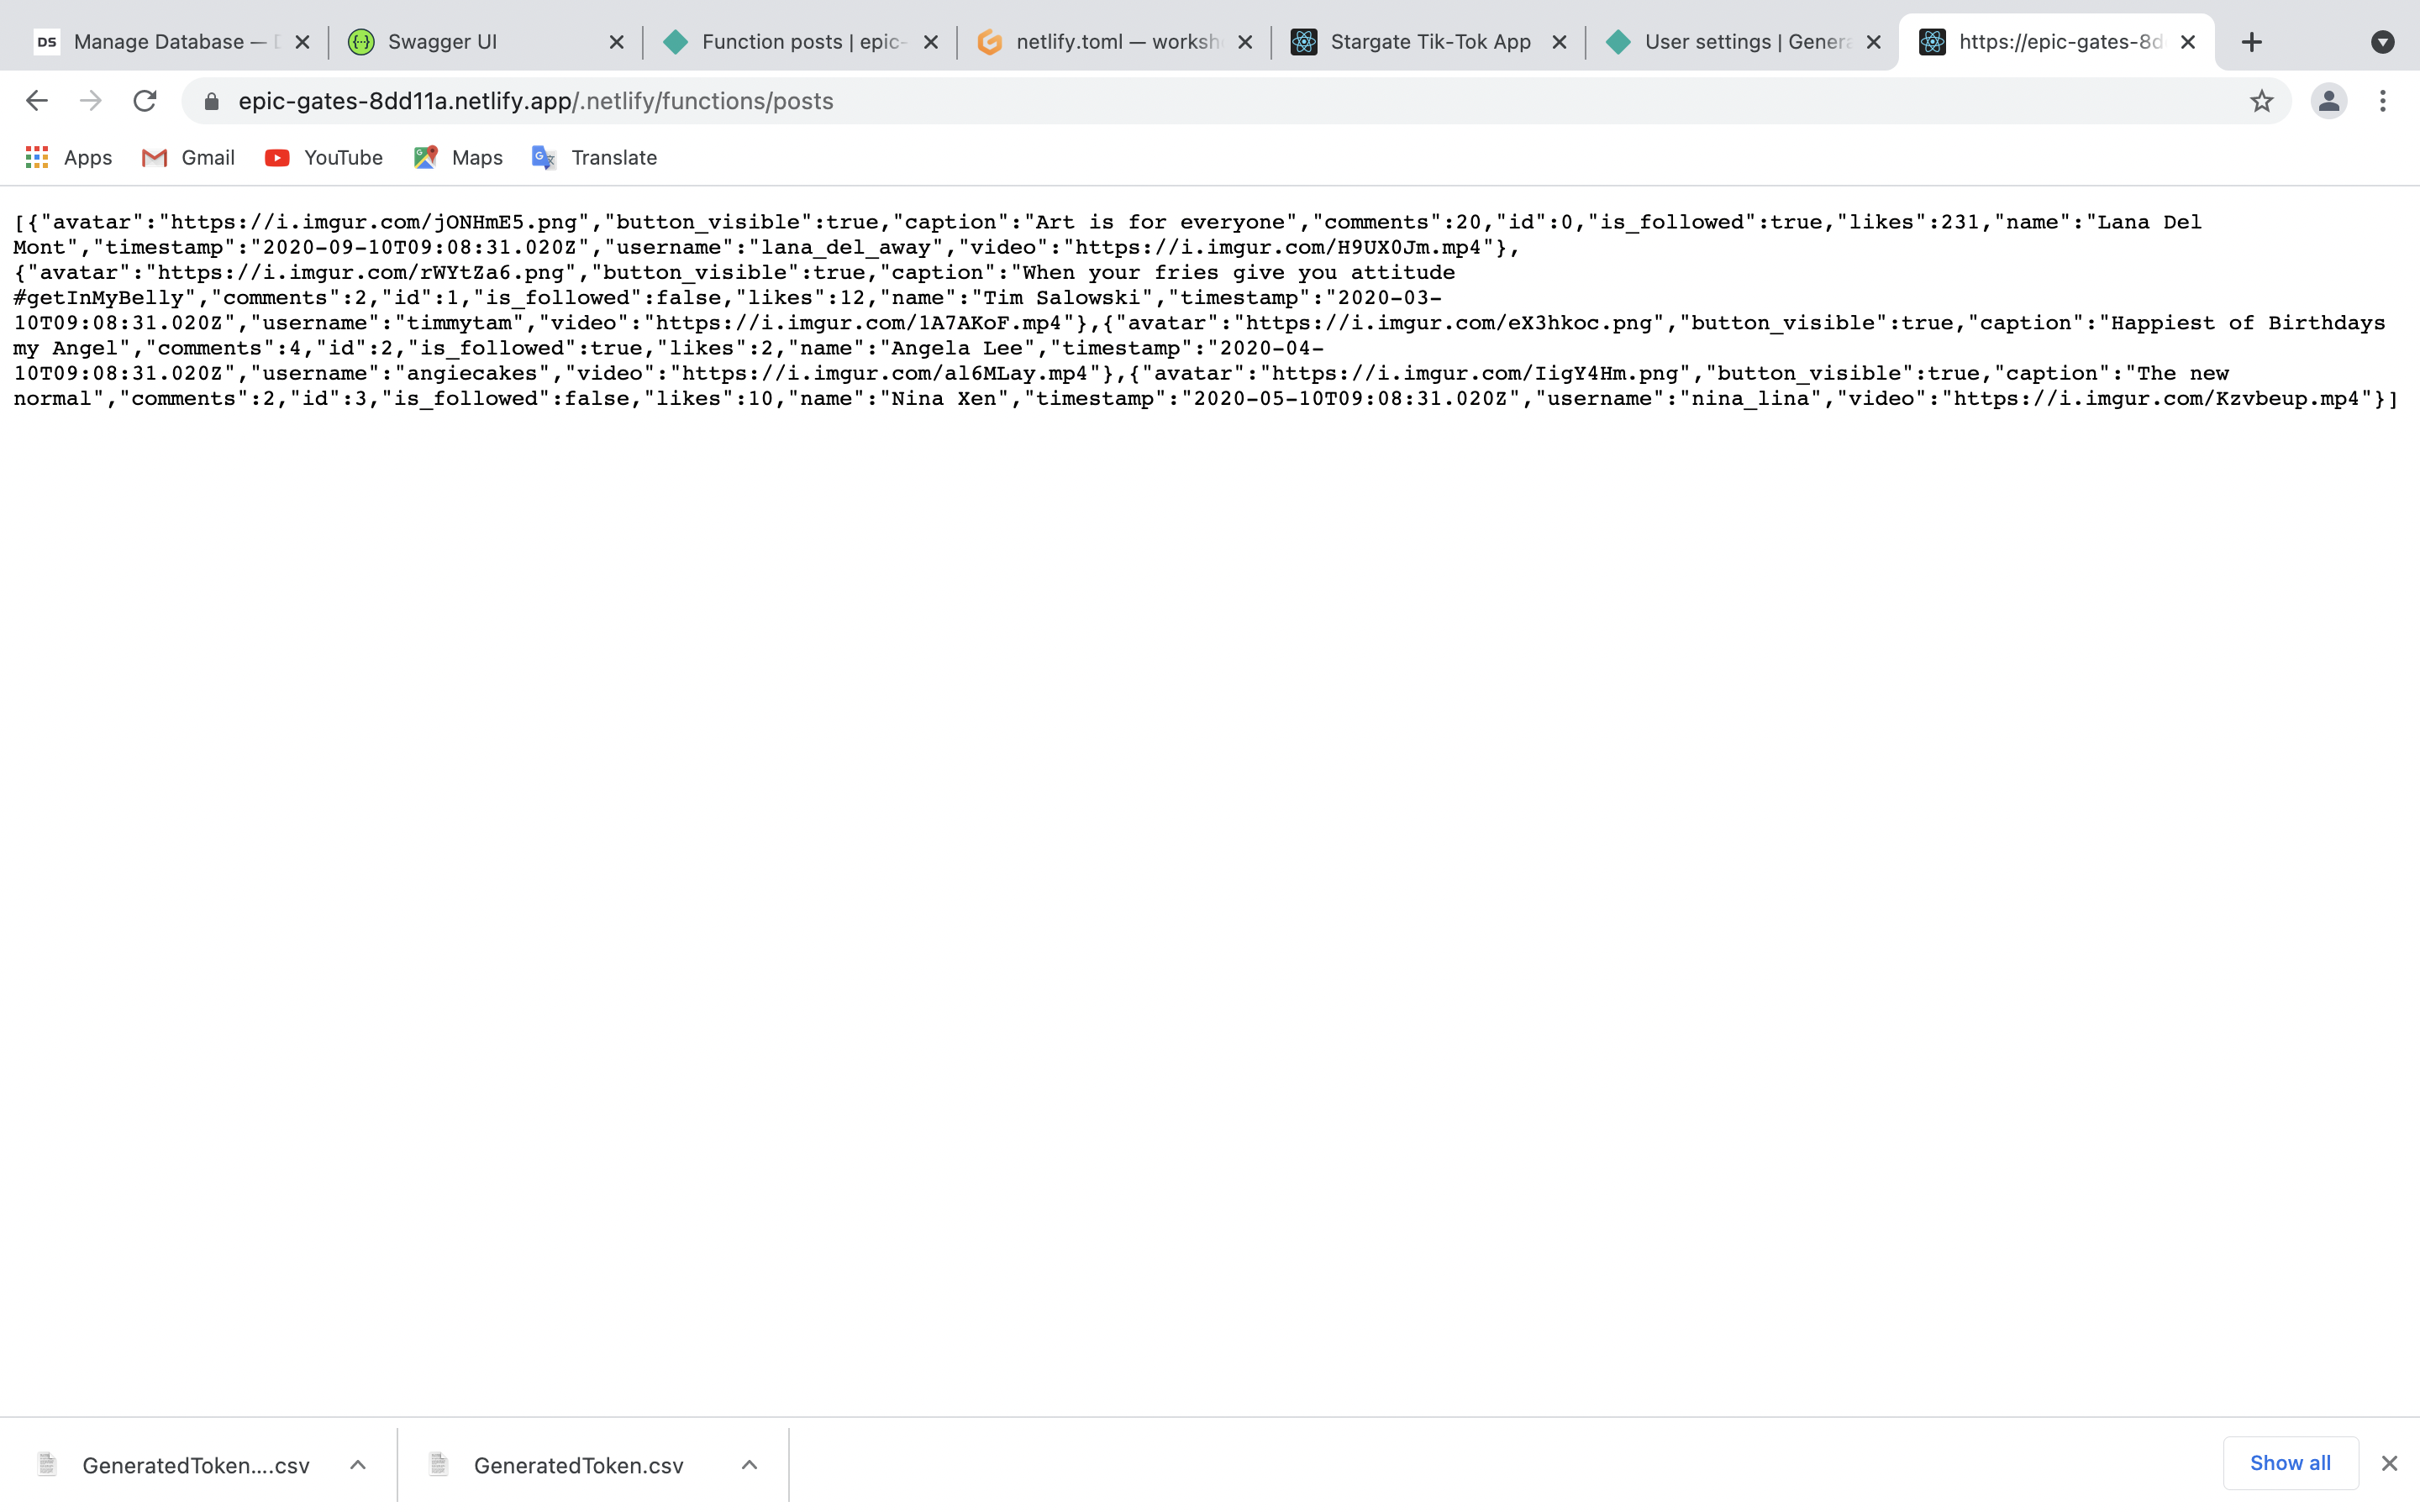 DS Manage Database —
Swagger UI
Function posts | epic-
netlify.toml — worksh
Stargate Tik-Tok App
User settings | Genera
https://epic-gates-8d
epic-gates-8dd11a.netlify.app/.netlify/functions/posts
Apps Gmail YouTube Maps Translate
[{"avatar":"https://i.imgur.com/jONHmE5.png","button_visible":true,"caption":"Art is for everyone","comments":20,"id":0,"is_followed":true,"likes":231,"name":"Lana Del
Mont","timestamp":"2020-09-10T09:08:31.020Z","username":"lana_del_away","video":"https://i.imgur.com/H9UX0Jm.mp4"},
{"avatar":"https://i.imgur.com/rWYtZa6.png","button_visible":true,"caption":"When your fries give you attitude
#getInMyBelly","comments":2,"id":1,"is_followed":false,"likes":12,"name":"Tim Salowski","timestamp":"2020-03-
10T09:08:31.020Z","username":"timmytam","video":"https://i.imgur.com/1A7AKoF.mp4"},{"avatar":"https://i.imgur.com/eX3hkoc.png","button_visible":true,"caption":"Happiest of Birthdays
my Angel","comments":4,"id":2,"is_followed":true,"likes":2,"name":"Angela Lee","timestamp":"2020-04-
10T09:08:31.020Z","username":"angiecakes","video":"https://i.imgur.com/al6MLay.mp4"},{"avatar":"https://i.imgur.com/IigY4Hm.png","button_visible":true,"caption":"The new
normal","comments":2,"id":3,"is_followed":false,"likes":10,"name":"Nina Xen","timestamp":"2020-05-10T09:08:31.020Z","username":"nina_lina","video":"https://i.imgur.com/Kzvbeup.mp4"}]
GeneratedToken....csv
GeneratedToken.csv
Show all